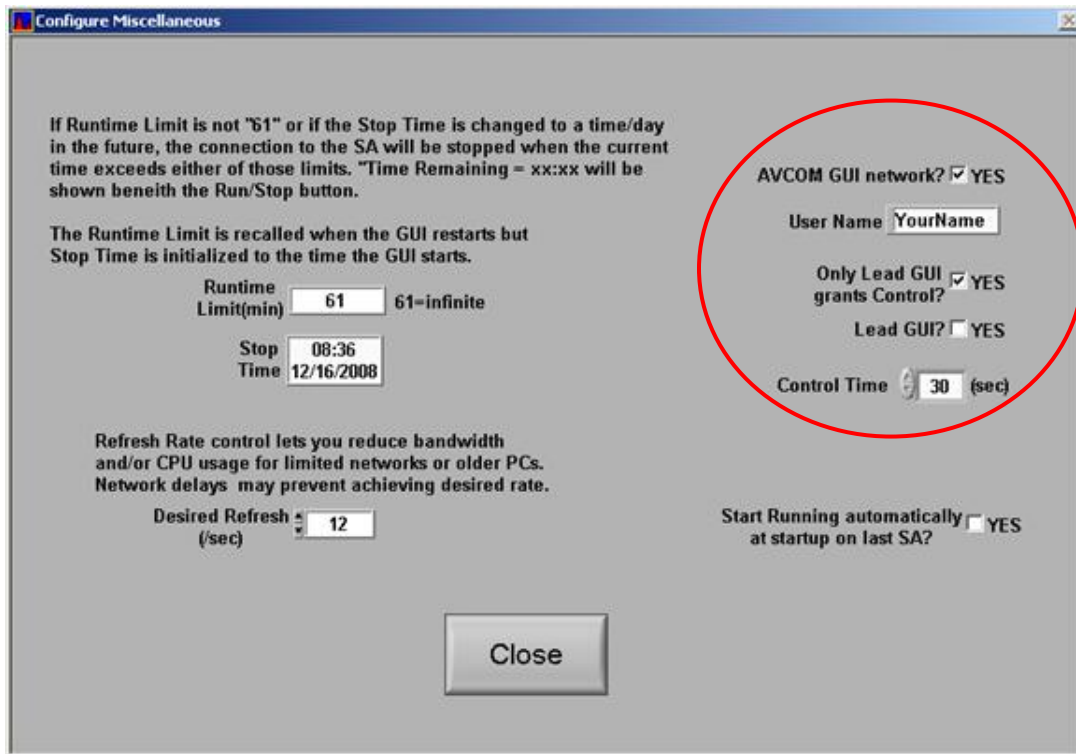 Configure Miscellaneous
If Runtime Limit is not "61" or if the Stop Time is changed to a time/day
in the future, the connection to the SA will be stopped when the current
time exceeds either of those limits. "Time Remaining = xx:xx will be
shown beneith the Run/Stop button.
The Runtime Limit is recalled when the GUI restarts but
Stop Time is initialized to the time the GUI starts.
Runtime
Limit(min) 61 61=infinite
Stop 08:36
Time 12/16/2008
Refresh Rate control lets you reduce bandwidth
and/or CPU usage for limited networks or older PCs.
Network delays may prevent achieving desired rate.
Desired Refresh 12
(/sec)
AVCOM GUI network? YES
User Name YourName
Only Lead GUI YES
grants Control?
Lead GUI? YES
Control Time 30 (sec)
Start Running automatically YES
at startup on last SA?
Close